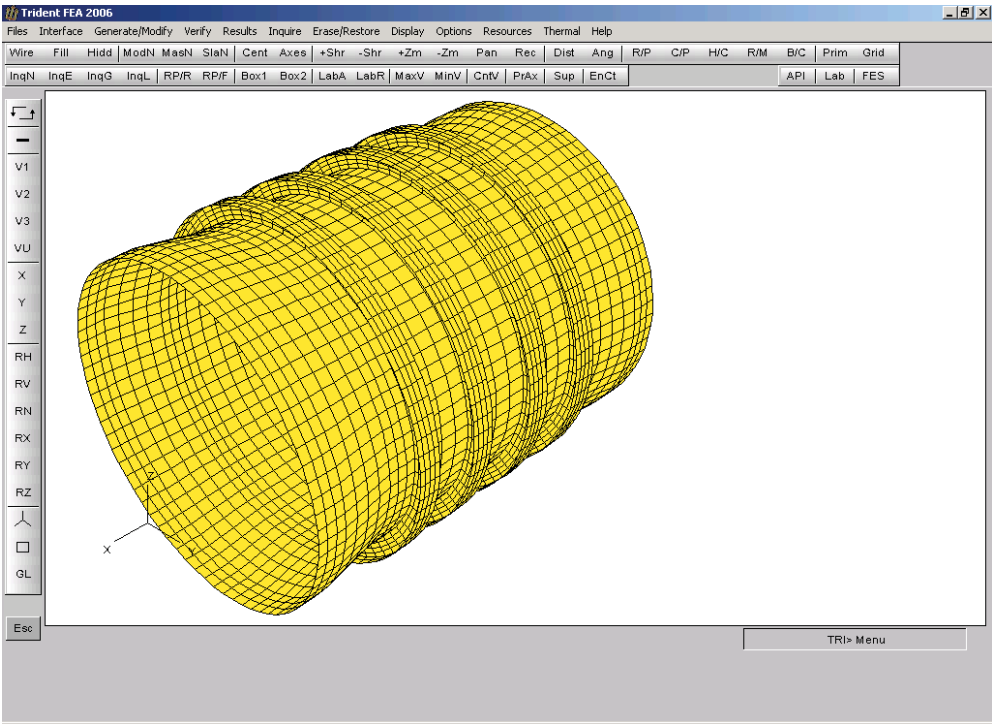 Trident FEA 2006
Files Interface Generate/Modify Verify Results Inquire Erase/Restore Display Options Resources Thermal Help
Wire Fill Hidd ModN MasN SlaN Cent Axes +Shr -Shr +Zm -Zm Pan Rec Dist Ang R/P C/P H/C R/M B/C Prim Grid
InqN InqE InqG InqL RP/R RP/F Box1 Box2 LabA LabR MaxV MinV CntV PrAx Sup EnCt API Lab FES
V1
V2
V3
VU
X
Y
Z
RH
RV
RN
RX
RY
RZ
GL
Esc
Z
X
Y
TRI> Menu